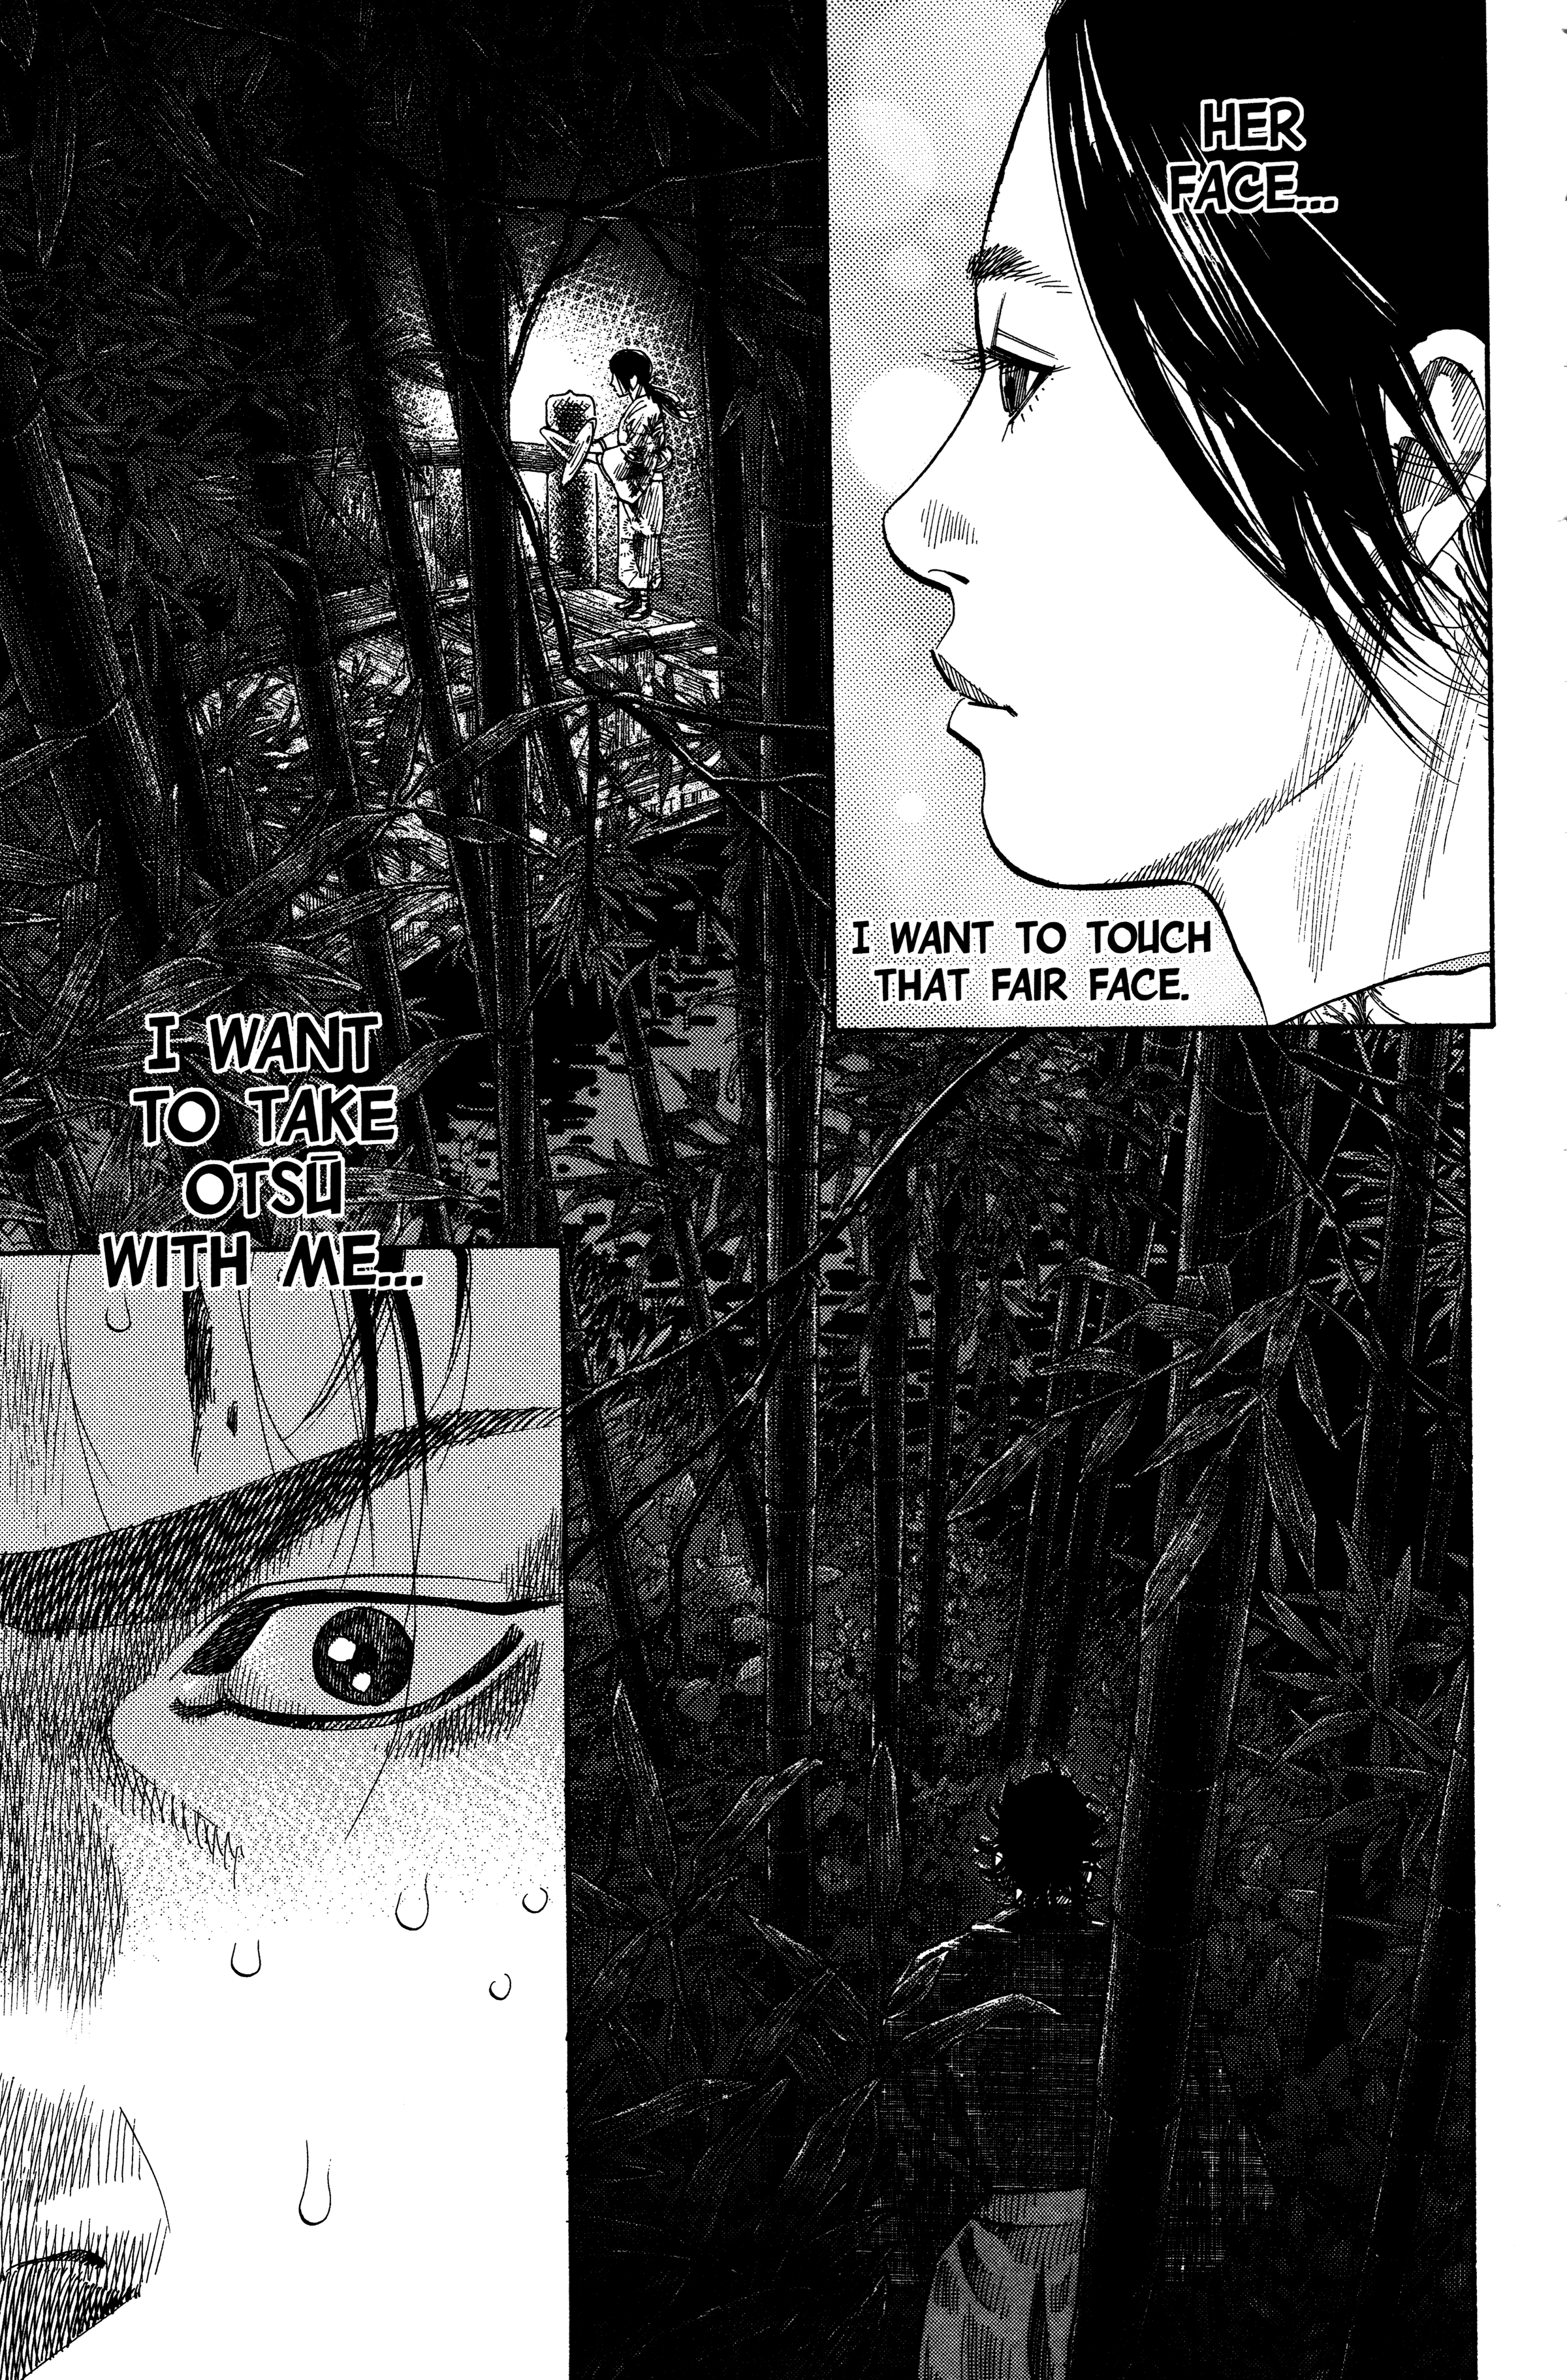 HER
FACE...
I WANT TO TOUCH
THAT FAIR FACE.
I WANT
TO TAKE
OTSŪ
WITH ME...